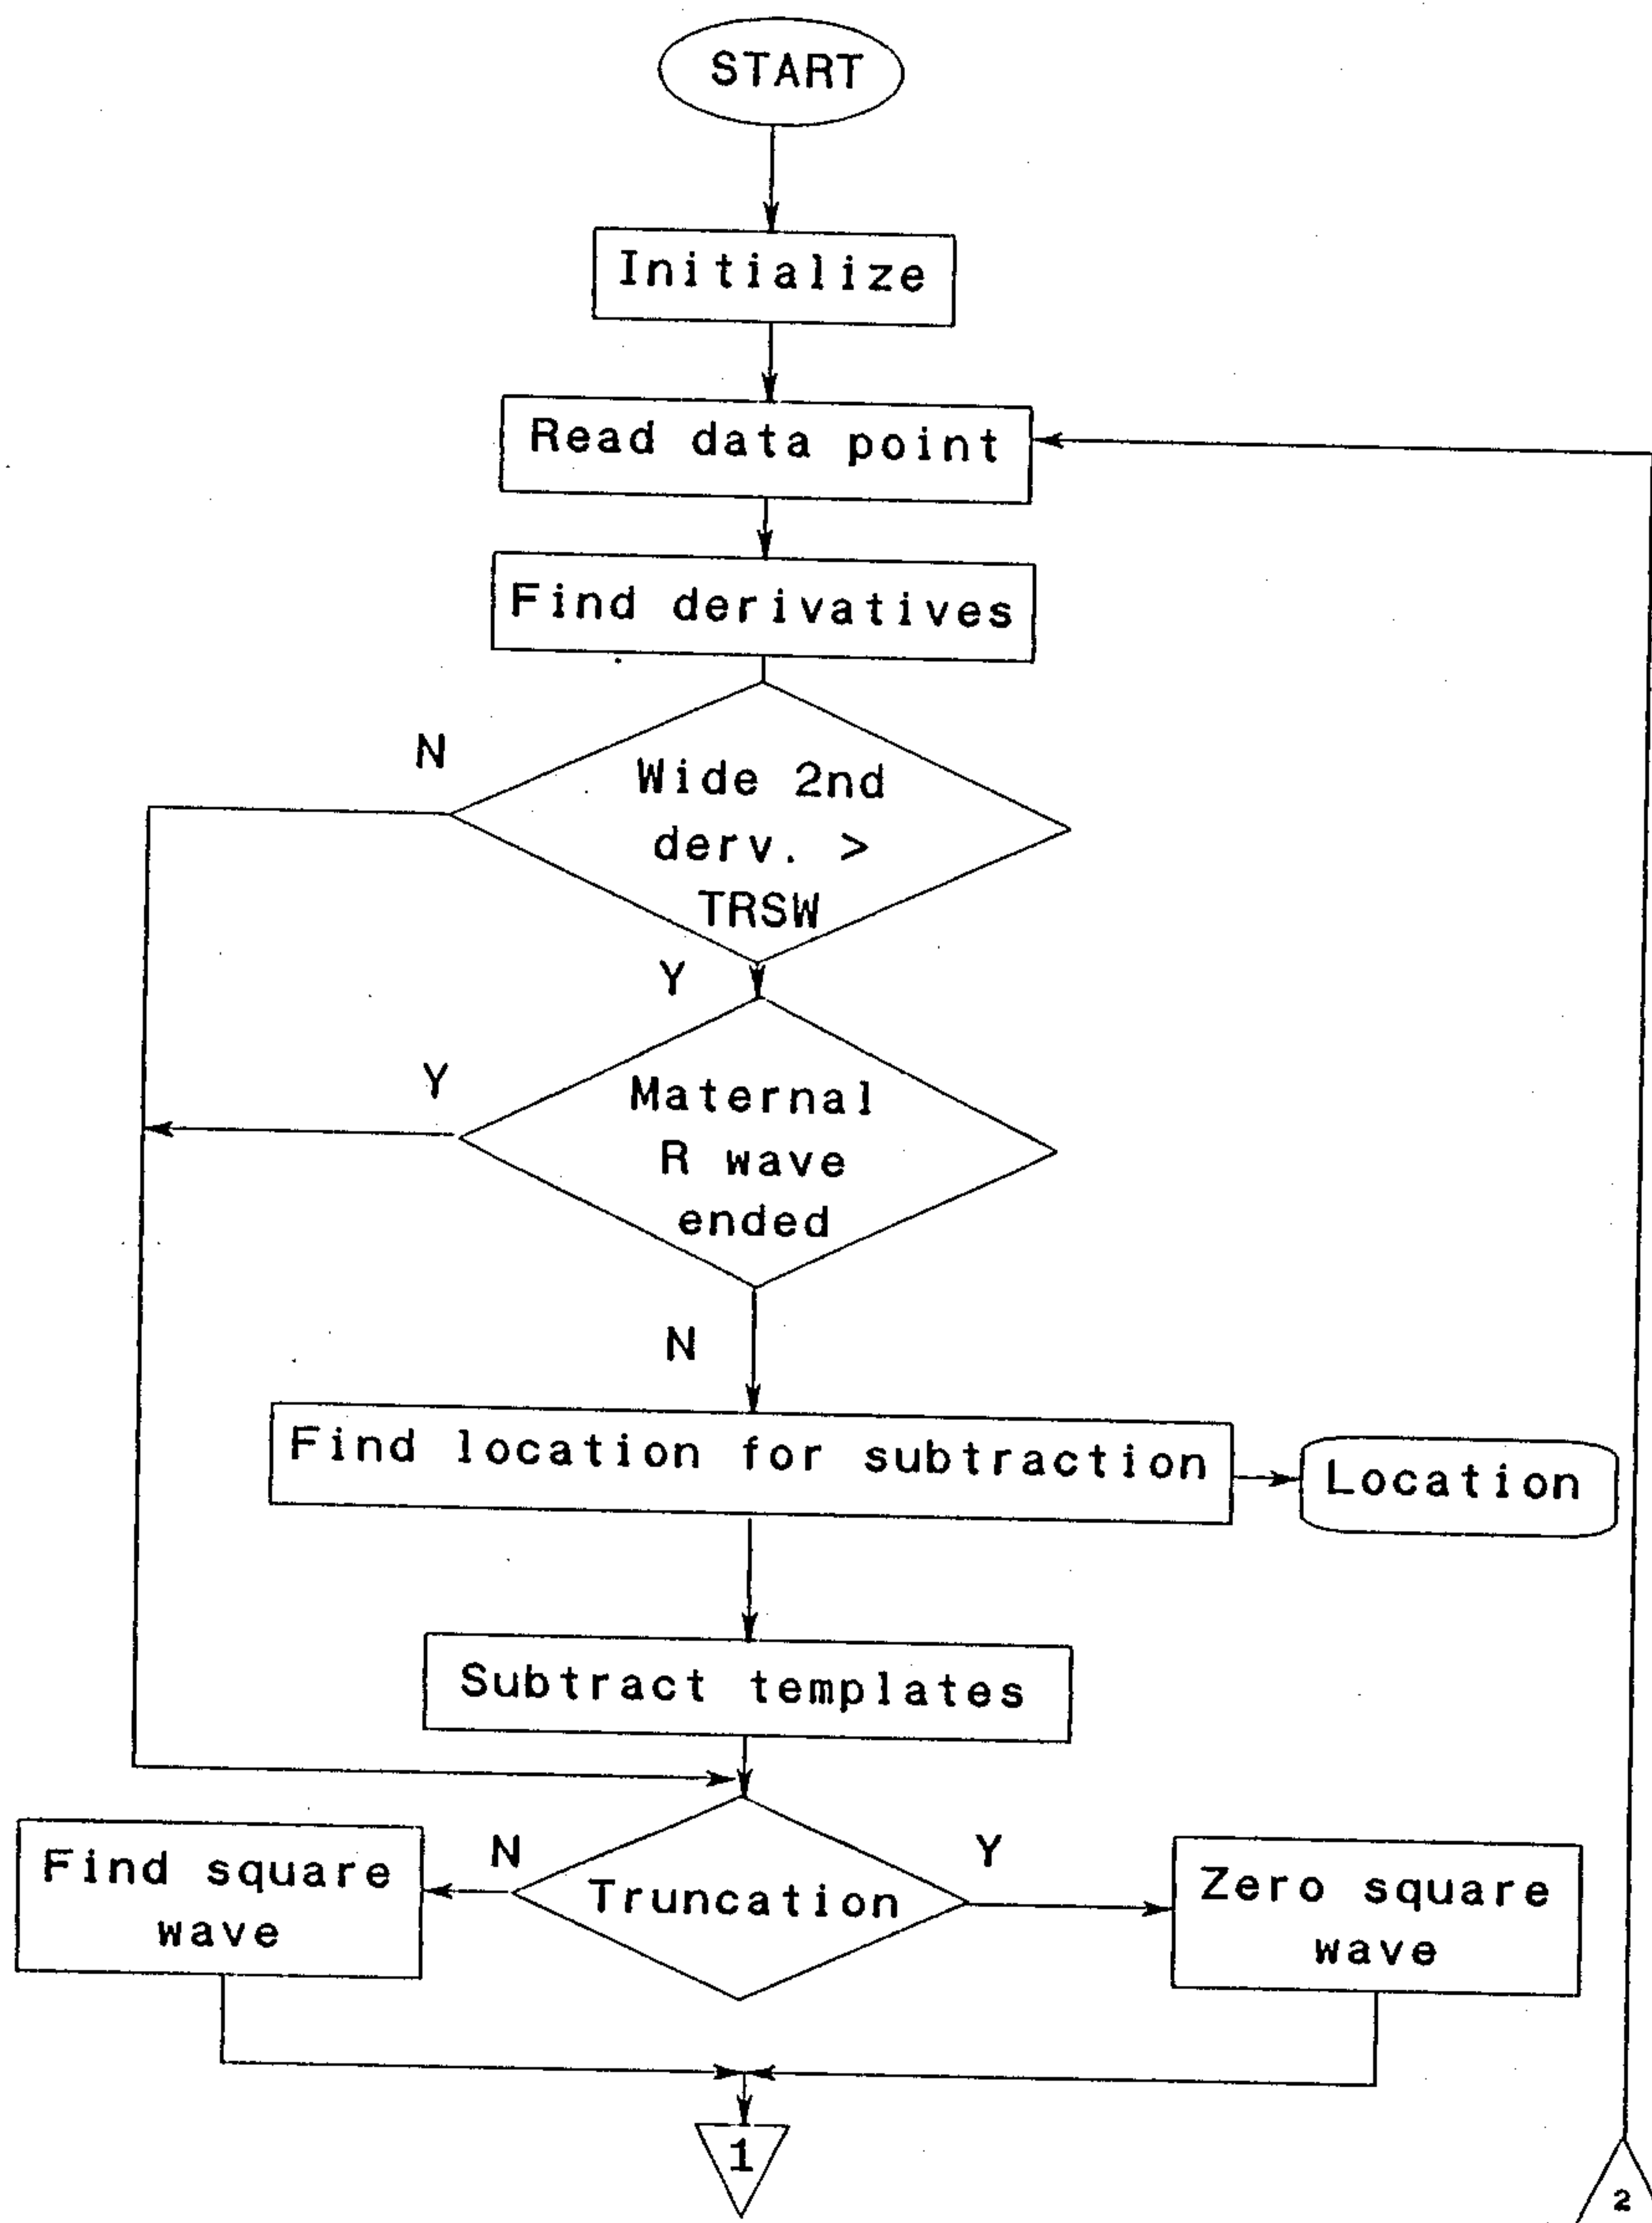 START
Initialize
Read data point
Find derivatives
N
Wide 2nd
derv. >
TRSW
Y
Y
Maternal
R wave
ended
N
Find location for subtraction
Location
Subtract templates
N
Y
Find square
wave
Truncation
Zero square
wave
1
2